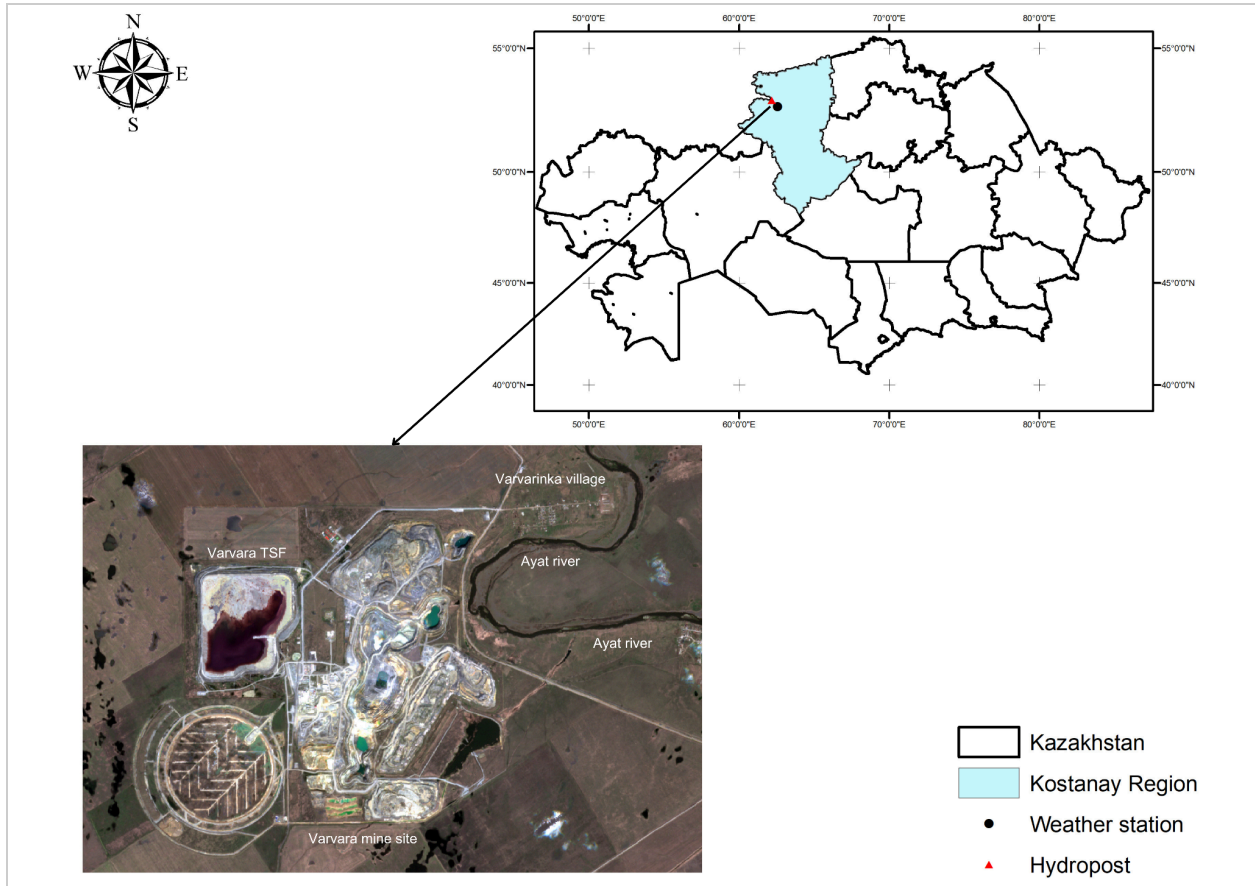 N
W E
S
50°0'0"E 60°0'0"E 70°0'0"E 80°0'0"E
55°0'0"N 55°0'0"N
50°0'0"N 50°0'0"N
45°0'0"N 45°0'0"N
40°0'0"N 40°0'0"N
50°0'0"E 60°0'0"E 70°0'0"E 80°0'0"E
Varvarinka village
Varvara TSF
Ayat river
Ayat river
Varvara mine site
Kazakhstan
Kostanay Region
Weather station
Hydropost